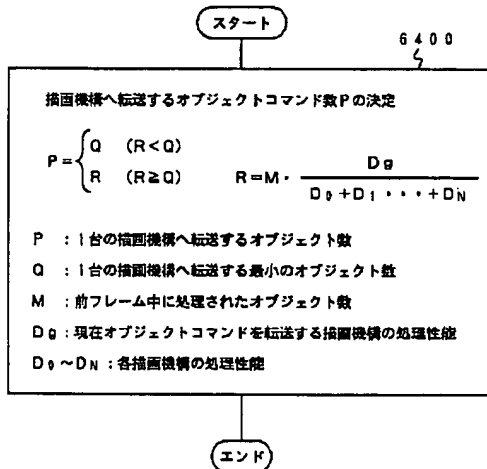 スタート
6400
描画機構へ転送するオブジェクトコマンド数Pの決定
P={ Q (R<Q)
R (R≧Q)
R=M・ Dg / D0+D1・・・+DN
P:1台の描画機構へ転送するオブジェクト数
Q:1台の描画機構へ転送する最小のオブジェクト数
M:前フレーム中に処理されたオブジェクト数
Dg:現在オブジェクトコマンドを転送する描画機構の処理性能
D0~DN:各描画機構の処理性能
エンド